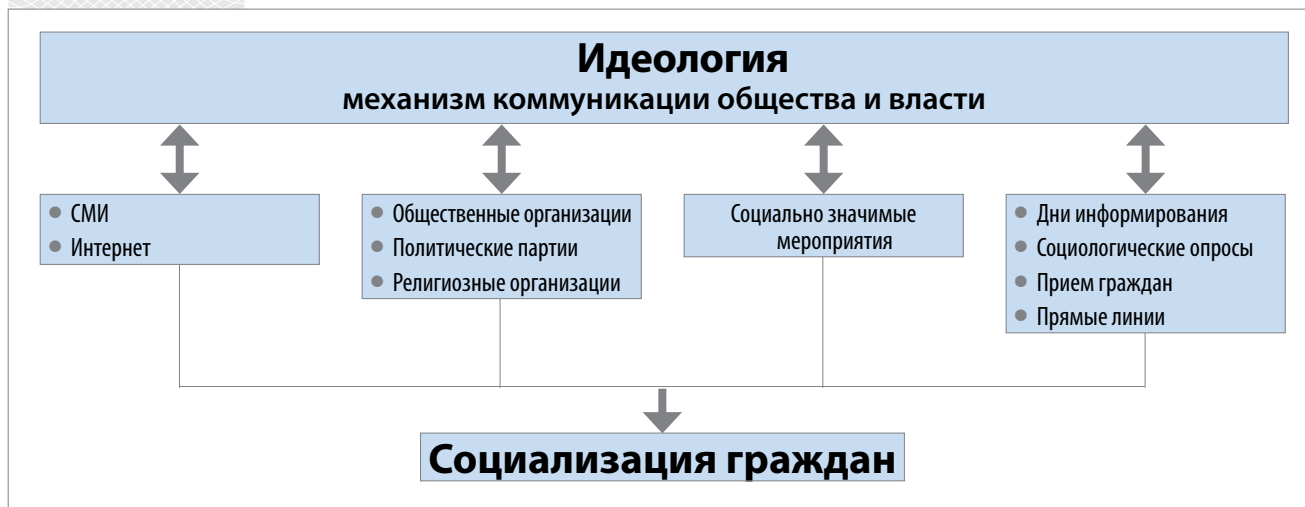 Идеология
механизм коммуникации общества и власти
СМИ
Интернет
Общественные организации
Политические партии
Религиозные организации
Социально значимые
мероприятия
Дни информирования
Социологические опросы
Прием граждан
Прямые линии
Социализация граждан